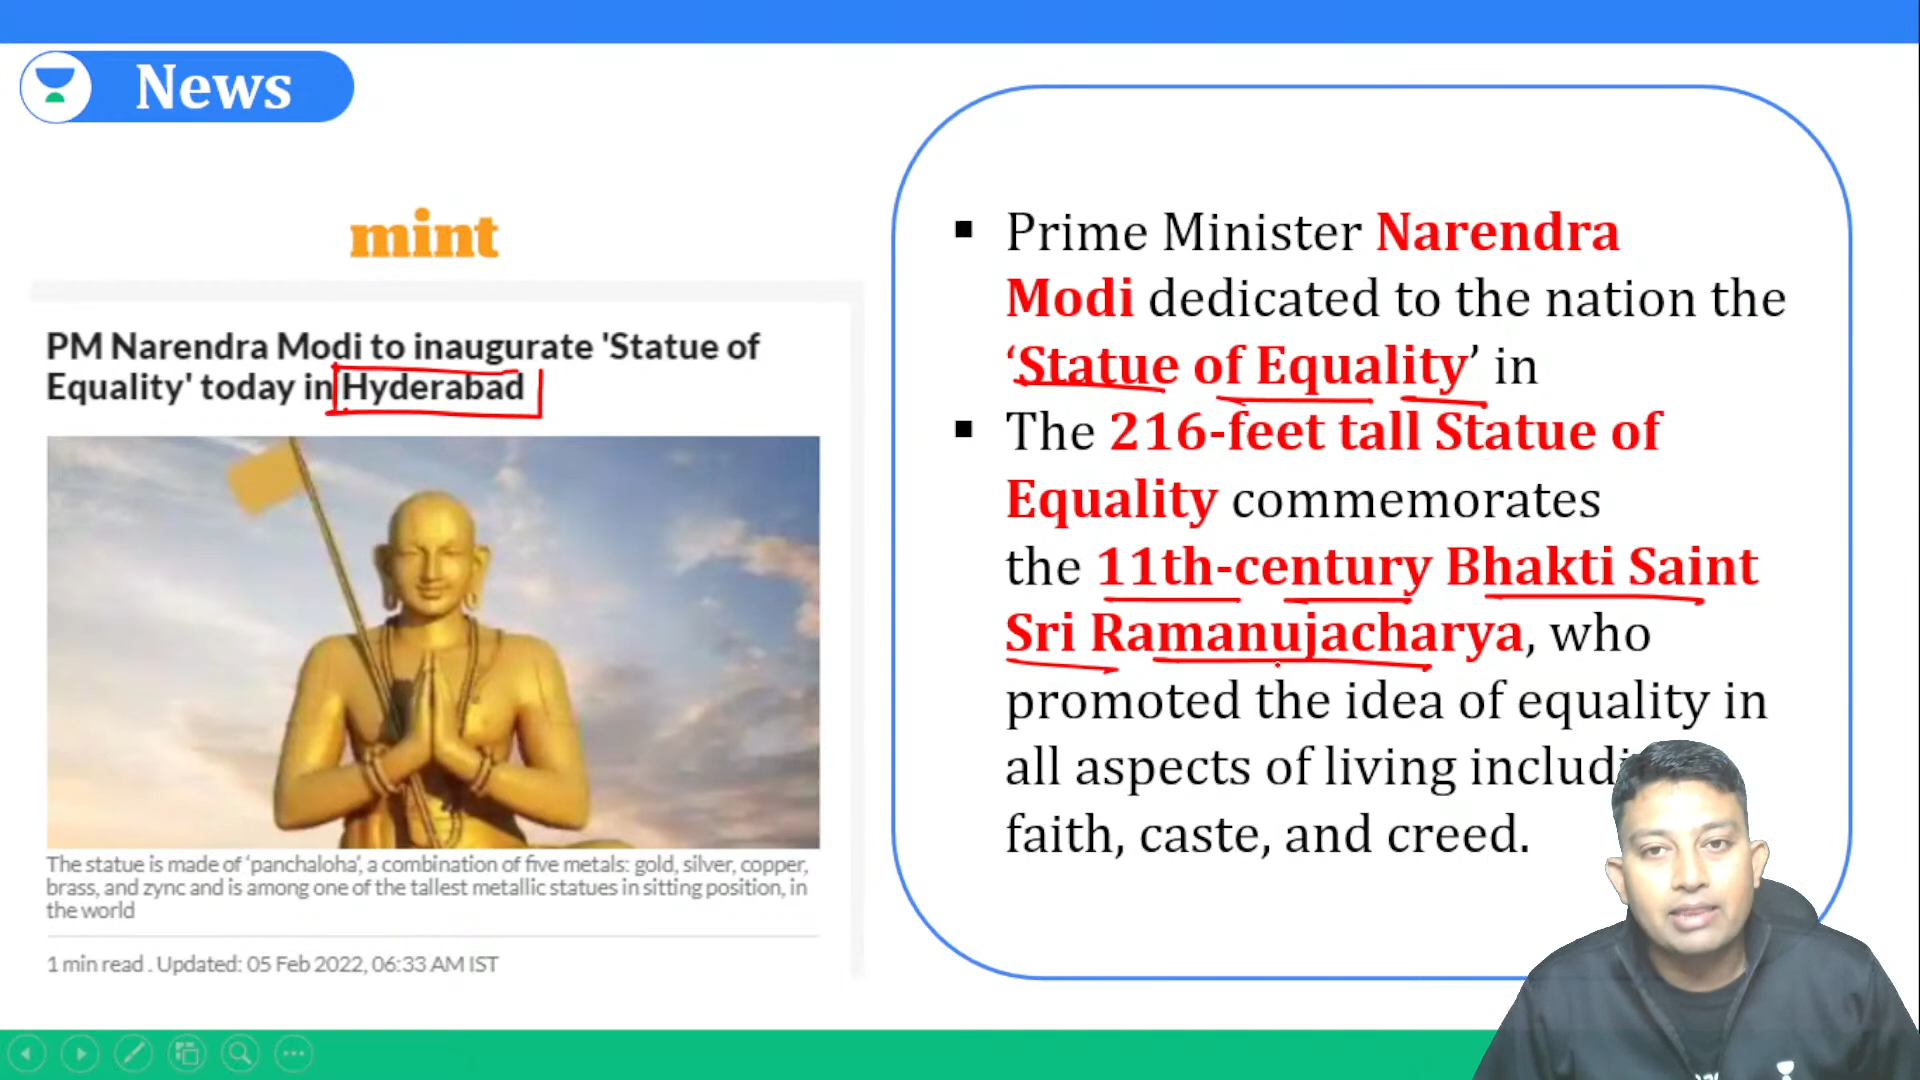 News
mint
PM Narendra Modi to inaugurate 'Statue of
Equality' today in Hyderabad
The statue is made of 'panchaloha', a combination of five metals: gold, silver, copper,
brass, and zync and is among one of the tallest metallic statues in sitting position, in
the world
1 min read . Updated: 05 Feb 2022, 06:33 AM IST
▪ Prime Minister Narendra
Modi dedicated to the nation the
‘Statue of Equality’ in
▪ The 216-feet tall Statue of
Equality commemorates
the 11th-century Bhakti Saint
Sri Ramanujacharya, who
promoted the idea of equality in
all aspects of living includi
faith, caste, and creed.